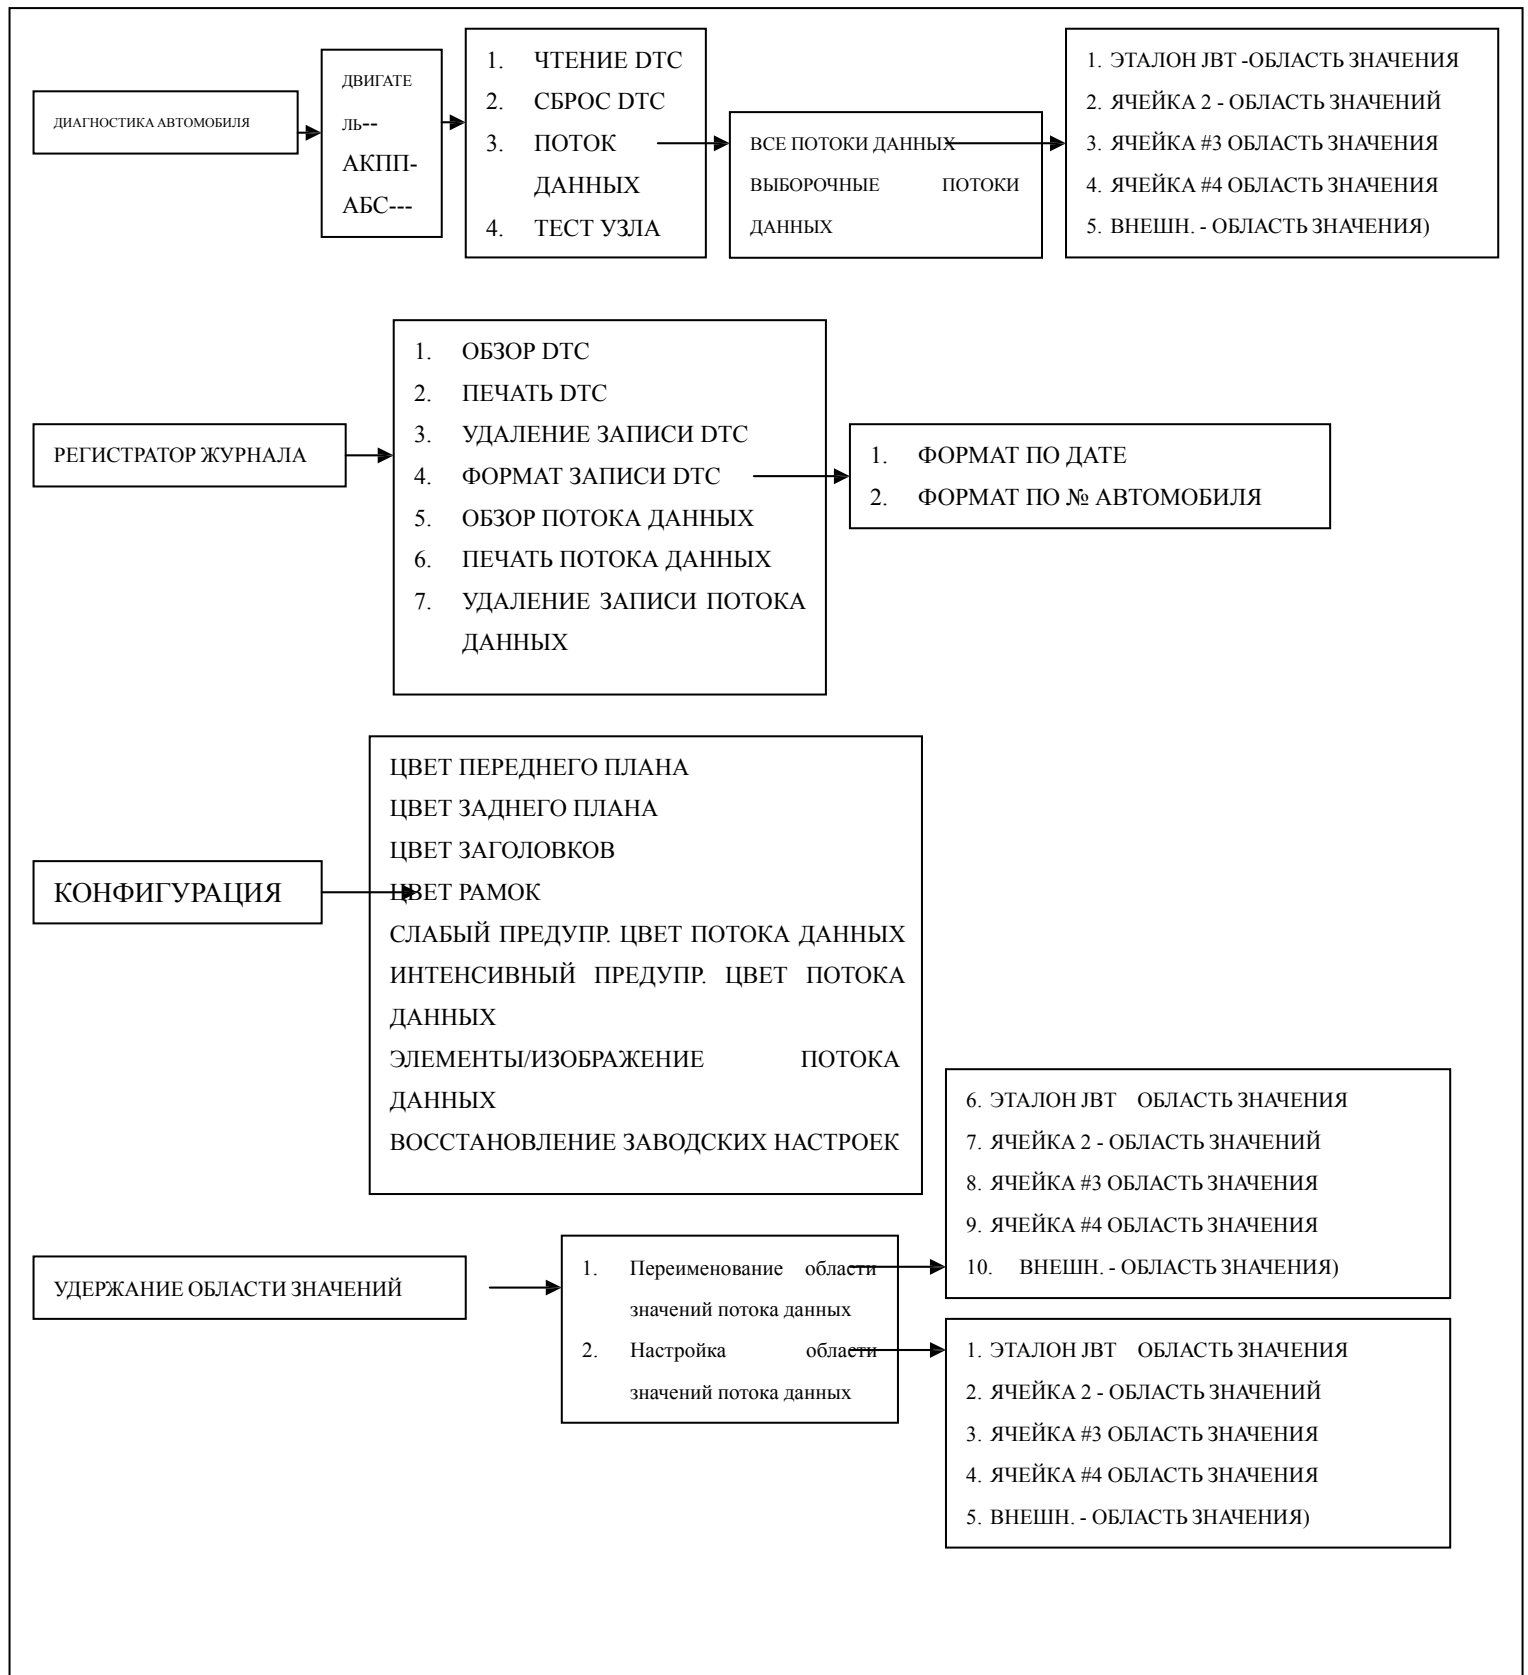 ДИАГНОСТИКА АВТОМОБИЛЯ
ДВИГАТЕ
ЛЬ--
АКПП-
АБС---
1. ЧТЕНИЕ DTC
2. СБРОС DTC
3. ПОТОК
ДАННЫХ
4. ТЕСТ УЗЛА
ВСЕ ПОТОКИ ДАННЫХ
ВЫБОРОЧНЫЕ ПОТОКИ
ДАННЫХ
1. ЭТАЛОН JBT -ОБЛАСТЬ ЗНАЧЕНИЯ
2. ЯЧЕЙКА 2 - ОБЛАСТЬ ЗНАЧЕНИЙ
3. ЯЧЕЙКА #3 ОБЛАСТЬ ЗНАЧЕНИЯ
4. ЯЧЕЙКА #4 ОБЛАСТЬ ЗНАЧЕНИЯ
5. ВНЕШН. - ОБЛАСТЬ ЗНАЧЕНИЯ)
РЕГИСТРАТОР ЖУРНАЛА
1. ОБЗОР DTC
2. ПЕЧАТЬ DTC
3. УДАЛЕНИЕ ЗАПИСИ DTC
4. ФОРМАТ ЗАПИСИ DTC
5. ОБЗОР ПОТОКА ДАННЫХ
6. ПЕЧАТЬ ПОТОКА ДАННЫХ
7. УДАЛЕНИЕ ЗАПИСИ ПОТОКА
ДАННЫХ
1. ФОРМАТ ПО ДАТЕ
2. ФОРМАТ ПО № АВТОМОБИЛЯ
КОНФИГУРАЦИЯ
ЦВЕТ ПЕРЕДНЕГО ПЛАНА
ЦВЕТ ЗАДНЕГО ПЛАНА
ЦВЕТ ЗАГОЛОВКОВ
ЦВЕТ РАМОК
СЛАБЫЙ ПРЕДУПР. ЦВЕТ ПОТОКА ДАННЫХ
ИНТЕНСИВНЫЙ ПРЕДУПР. ЦВЕТ ПОТОКА
ДАННЫХ
ЭЛЕМЕНТЫ/ИЗОБРАЖЕНИЕ ПОТОКА
ДАННЫХ
ВОССТАНОВЛЕНИЕ ЗАВОДСКИХ НАСТРОЕК
УДЕРЖАНИЕ ОБЛАСТИ ЗНАЧЕНИЙ
1. Переименование области
значений потока данных
2. Настройка области
значений потока данных
6. ЭТАЛОН JBT ОБЛАСТЬ ЗНАЧЕНИЯ
7. ЯЧЕЙКА 2 - ОБЛАСТЬ ЗНАЧЕНИЙ
8. ЯЧЕЙКА #3 ОБЛАСТЬ ЗНАЧЕНИЯ
9. ЯЧЕЙКА #4 ОБЛАСТЬ ЗНАЧЕНИЯ
10. ВНЕШН. - ОБЛАСТЬ ЗНАЧЕНИЯ)
1. ЭТАЛОН JBT ОБЛАСТЬ ЗНАЧЕНИЯ
2. ЯЧЕЙКА 2 - ОБЛАСТЬ ЗНАЧЕНИЙ
3. ЯЧЕЙКА #3 ОБЛАСТЬ ЗНАЧЕНИЯ
4. ЯЧЕЙКА #4 ОБЛАСТЬ ЗНАЧЕНИЯ
5. ВНЕШН. - ОБЛАСТЬ ЗНАЧЕНИЯ)